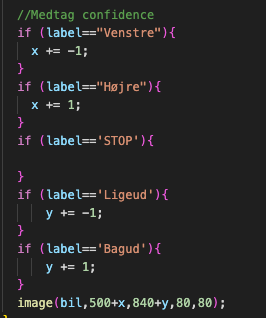 //Medtag confidence
if (label=="Venstre"){
x += -1;
}
if (label=="Højre"){
x += 1;
}
if (label=='STOP'){
}
if (label=='Ligeud'){
y += -1;
}
if (label=='Bagud'){
y += 1;
}
image(bil,500+x,840+y,80,80);